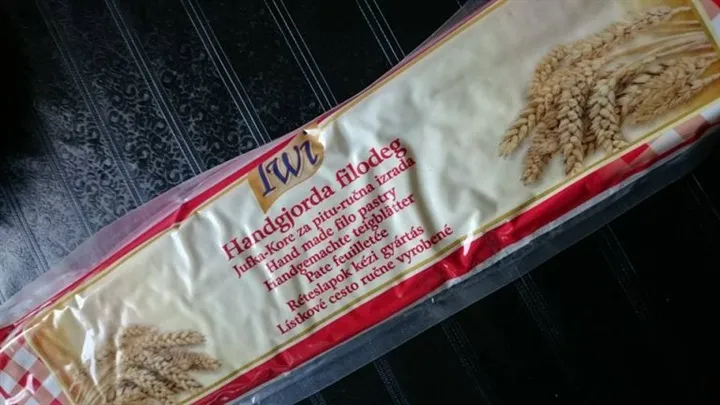 Iwi
Handgjorda filodeg
Jufka-Kore za pitu-ručna izrada
Hand made filo pastry
Handgemachte teigblätter
Pate feuilletée
Réteslapok kézi gyártás
Lístkové cesto ručné vyrobené